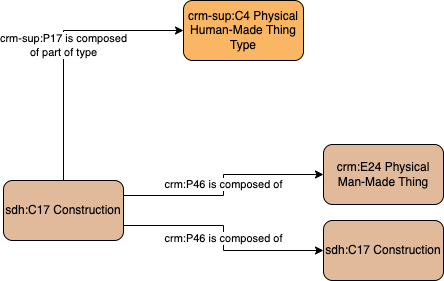 crm-sup:C4 Physical
Human-Made Thing
Type
crm-sup:P17 is composed
of part of type
crm:E24 Physical
Man-Made Thing
crm:P46 is composed of
sdh:C17 Construction
crm:P46 is composed of
sdh:C17 Construction